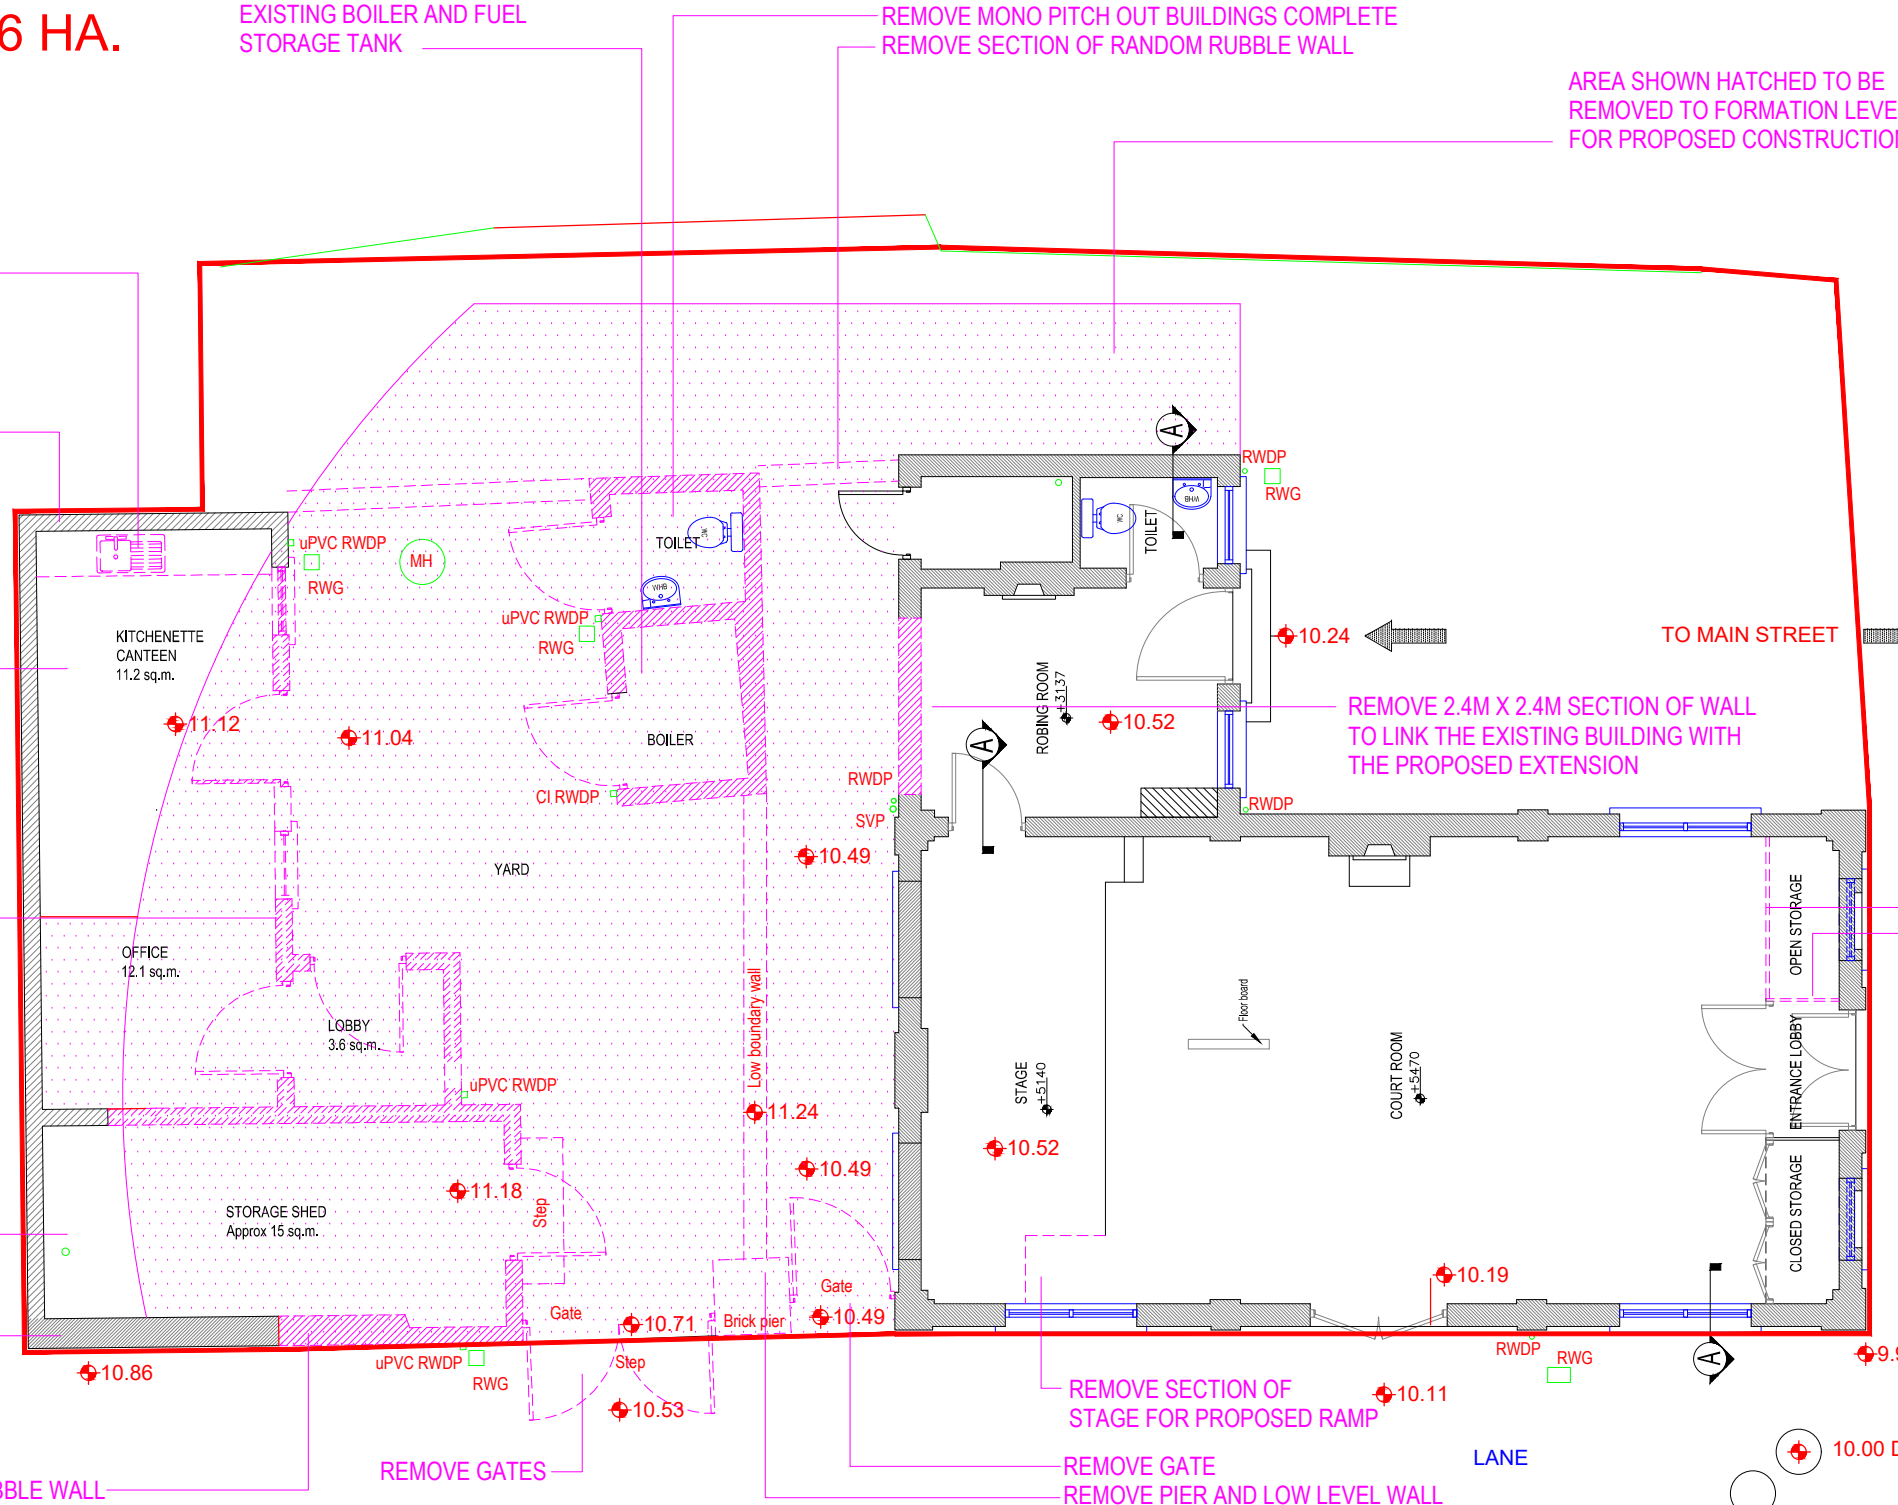 6 HA.
EXISTING BOILER AND FUEL
STORAGE TANK
REMOVE MONO PITCH OUT BUILDINGS COMPLETE
REMOVE SECTION OF RANDOM RUBBLE WALL
AREA SHOWN HATCHED TO BE
REMOVED TO FORMATION LEVE
FOR PROPOSED CONSTRUCTION
A
RWDP
RWG
uPVC RWDP
RWG
MH
TOILET
WC
WHB
WC
WHB
TOILET
uPVC RWDP
RWG
KITCHENETTE
CANTEEN
11.2 sq.m.
10.24
TO MAIN STREET
ROBING ROOM
+3137
REMOVE 2.4M X 2.4M SECTION OF WALL
TO LINK THE EXISTING BUILDING WITH
THE PROPOSED EXTENSION
11.12
11.04
BOILER
10.52
A
CI RWDP
RWDP
SVP
RWDP
10.49
YARD
OFFICE
12.1 sq.m.
OPEN STORAGE
Floor board
LOBBY
3.6 sq.m.
Low boundary wall
STAGE
+5140
COURT ROOM
+5470
ENTRANCE LOBBY
uPVC RWDP
11.24
10.52
10.49
11.18
Step
STORAGE SHED
Approx 15 sq.m.
CLOSED STORAGE
10.19
Gate
Gate
10.71
Brick pier
10.49
uPVC RWDP
RWG
Step
10.86
10.53
RWDP
RWG
A
9.9
REMOVE SECTION OF
STAGE FOR PROPOSED RAMP
10.11
LANE
10.00 D
REMOVE GATES
REMOVE GATE
BBLE WALL
REMOVE PIER AND LOW LEVEL WALL